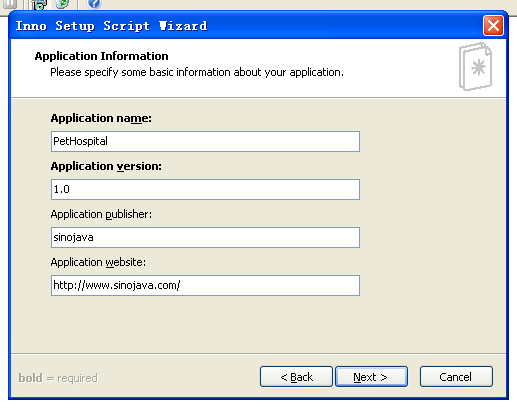 Inno Setup Script Wizard
Application Information
Please specify some basic information about your application.
Application name:
PetHospital
Application version:
1.0
Application publisher:
sinojava
Application website:
http://www.sinojava.com/
bold = required
< Back
Next >
Cancel